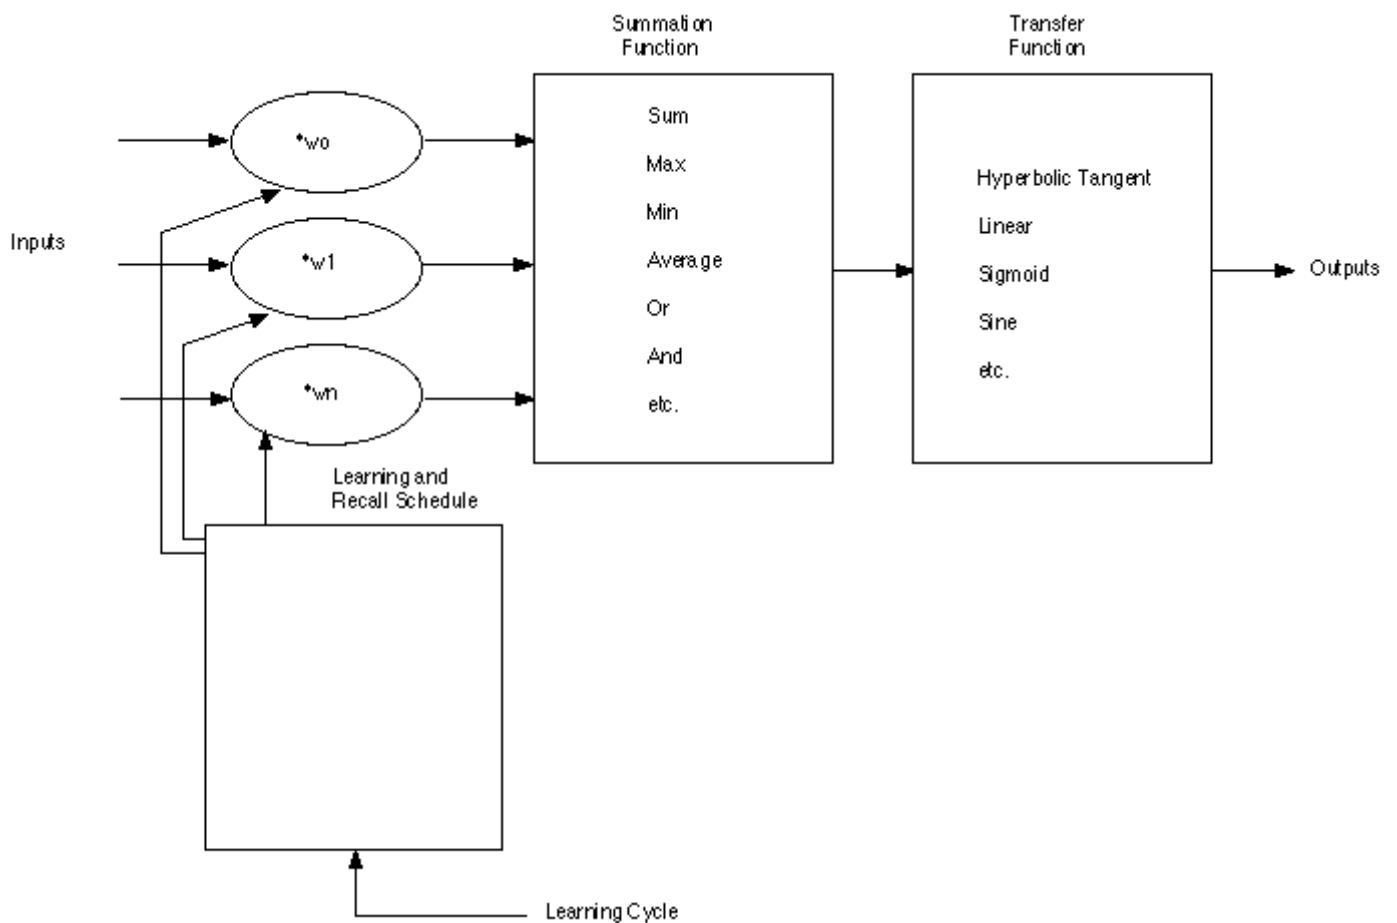 Summation
Function
Transfer
Function
Inputs
*wo
*w1
*wn
Sum
Max
Min
Average
Or
And
etc.
Hyperbolic Tangent
Linear
Sigmoid
Sine
etc.
Outputs
Learning and
Recall Schedule
Learning Cycle